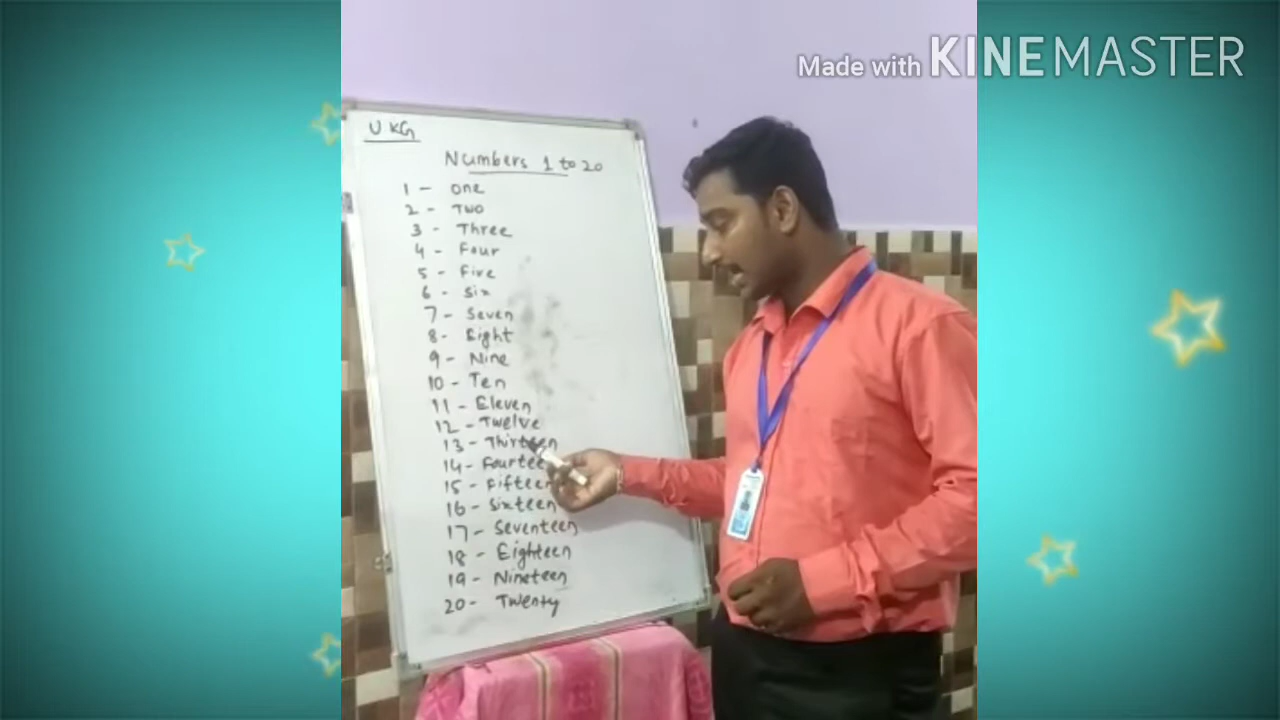 Made with KINEMASTER
UKG
Numbers 1 to 20
1 - One
2 - Two
3 - Three
4 - Four
5 - Five
6 - Six
7 - Seven
8 - Eight
9 - Nine
10 - Ten
11 - Eleven
12 - Twelve
13 - Thirteen
14 - Fourtee
15 - Fifteen
16 - Sixteen
17 - Seventeen
18 - Eighteen
19 - Nineteen
20 - Twenty